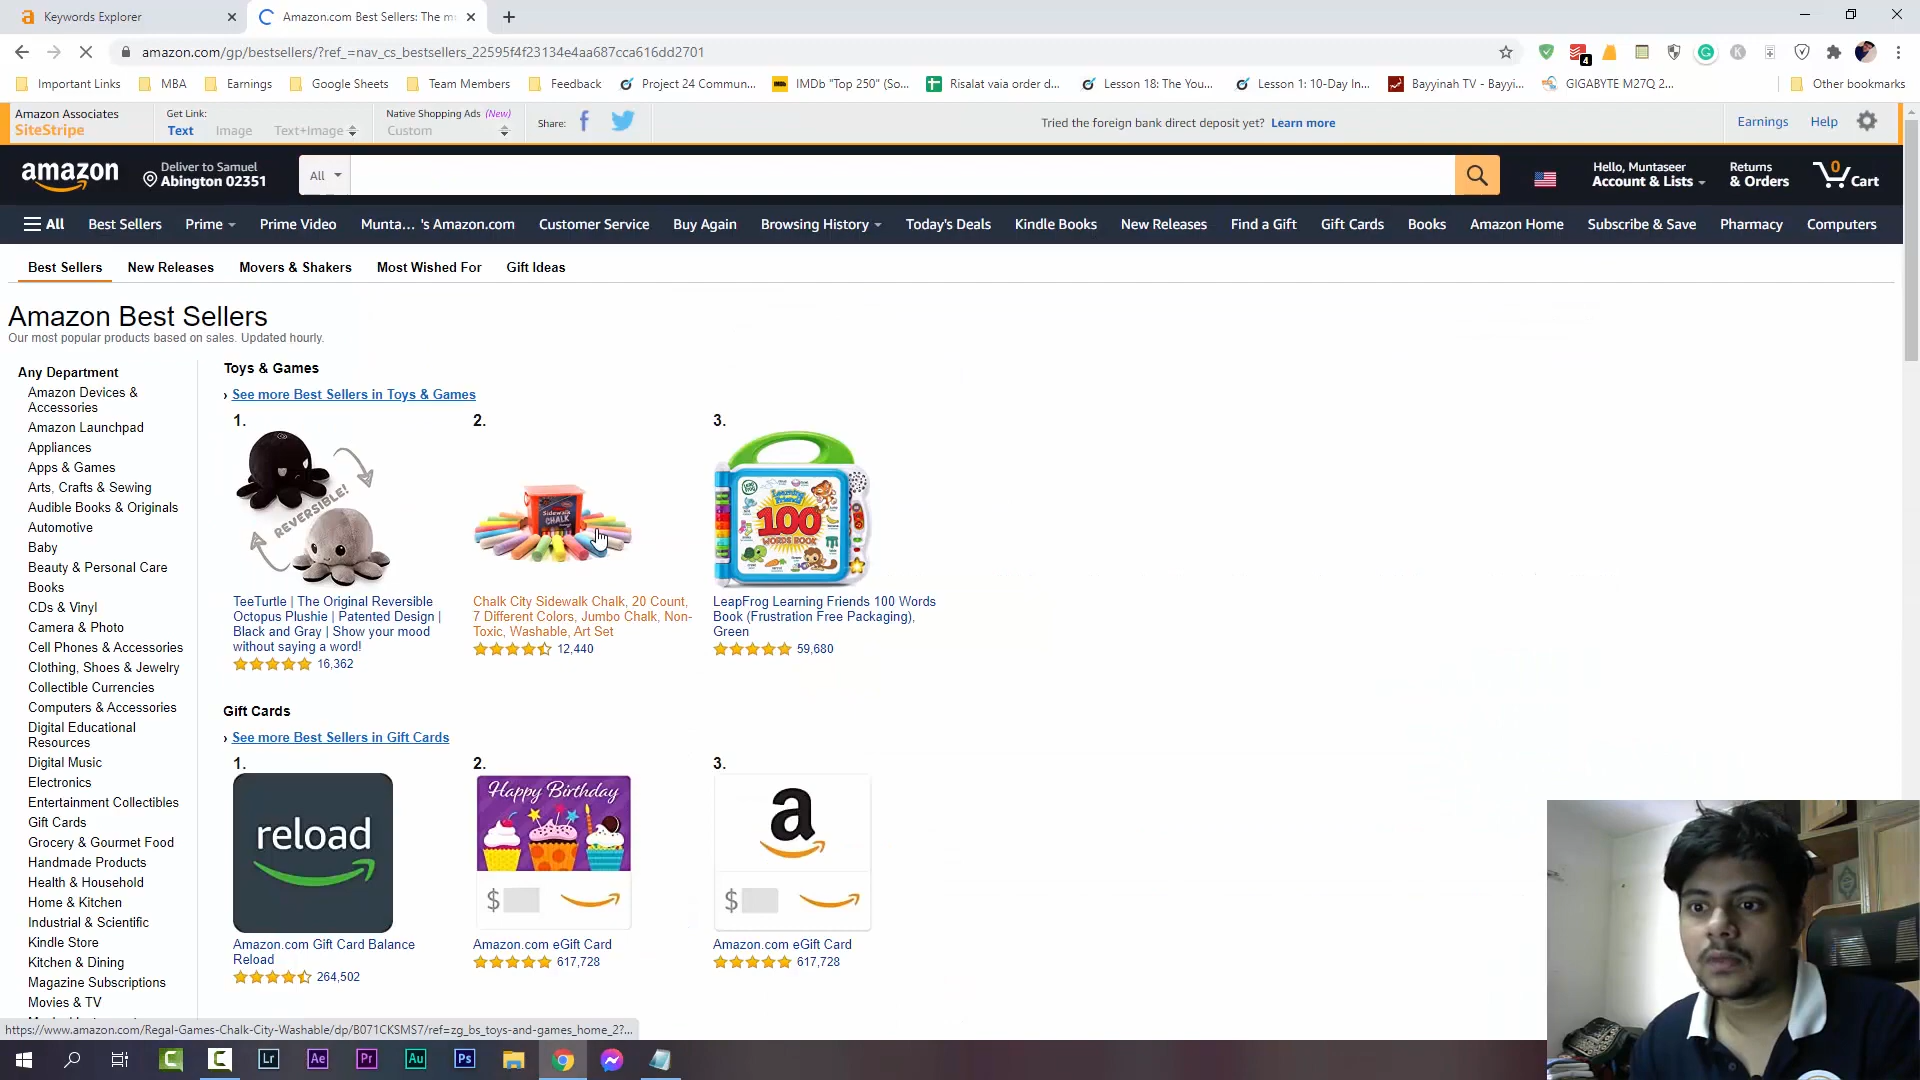 Keywords Explorer
Amazon.com Best Sellers: The m
amazon.com/gp/bestsellers/?ref_=nav_cs_bestsellers_22595f4f23134e4aa687cca616dd2701
4
Important Links
MBA
Earnings
Google Sheets
Team Members
Feedback
Project 24 Commun...
IMDb "Top 250" (So...
Risalat vaia order d...
Lesson 18: The You...
Lesson 1: 10-Day In...
Bayyinah TV - Bayyi...
GIGABYTE M27Q 2...
Other bookmarks
Amazon Associates
SiteStripe
Get Link:
Text
Image
Text+Image
Native Shopping Ads (New)
Custom
Share:
Tried the foreign bank direct deposit yet? Learn more
Earnings
Help
amazon
Deliver to Samuel
Abington 02351
All
Hello, Muntaseer
Account & Lists
Returns
& Orders
0
Cart
All
Best Sellers
Prime
Prime Video
Munta... 's Amazon.com
Customer Service
Buy Again
Browsing History
Today's Deals
Kindle Books
New Releases
Find a Gift
Gift Cards
Books
Amazon Home
Subscribe & Save
Pharmacy
Computers
Best Sellers
New Releases
Movers & Shakers
Most Wished For
Gift Ideas
Amazon Best Sellers
Our most popular products based on sales. Updated hourly.
Any Department
Amazon Devices &
Accessories
Amazon Launchpad
Appliances
Apps & Games
Arts, Crafts & Sewing
Audible Books & Originals
Automotive
Baby
Beauty & Personal Care
Books
CDs & Vinyl
Camera & Photo
Cell Phones & Accessories
Clothing, Shoes & Jewelry
Collectible Currencies
Computers & Accessories
Digital Educational
Resources
Digital Music
Electronics
Entertainment Collectibles
Gift Cards
Grocery & Gourmet Food
Handmade Products
Health & Household
Home & Kitchen
Industrial & Scientific
Kindle Store
Kitchen & Dining
Magazine Subscriptions
Movies & TV
Toys & Games
› See more Best Sellers in Toys & Games
1.
REVERSIBLE!
TeeTurtle | The Original Reversible
Octopus Plushie | Patented Design |
Black and Gray | Show your mood
without saying a word!
16,362
2.
Sidewalk
CHALK
Chalk City Sidewalk Chalk, 20 Count,
7 Different Colors, Jumbo Chalk, Non-
Toxic, Washable, Art Set
12,440
3.
Learning
Friends
100
WORDS BOOK
LeapFrog Learning Friends 100 Words
Book (Frustration Free Packaging),
Green
59,680
Gift Cards
› See more Best Sellers in Gift Cards
1.
reload
Amazon.com Gift Card Balance
Reload
264,502
2.
Happy Birthday
$
Amazon.com eGift Card
617,728
3.
a
$
Amazon.com eGift Card
617,728
https://www.amazon.com/Regal-Games-Chalk-City-Washable/dp/B071CKSMS7/ref=zg_bs_toys-and-games_home_2?...
Lr
Ae
Pr
Au
Ps